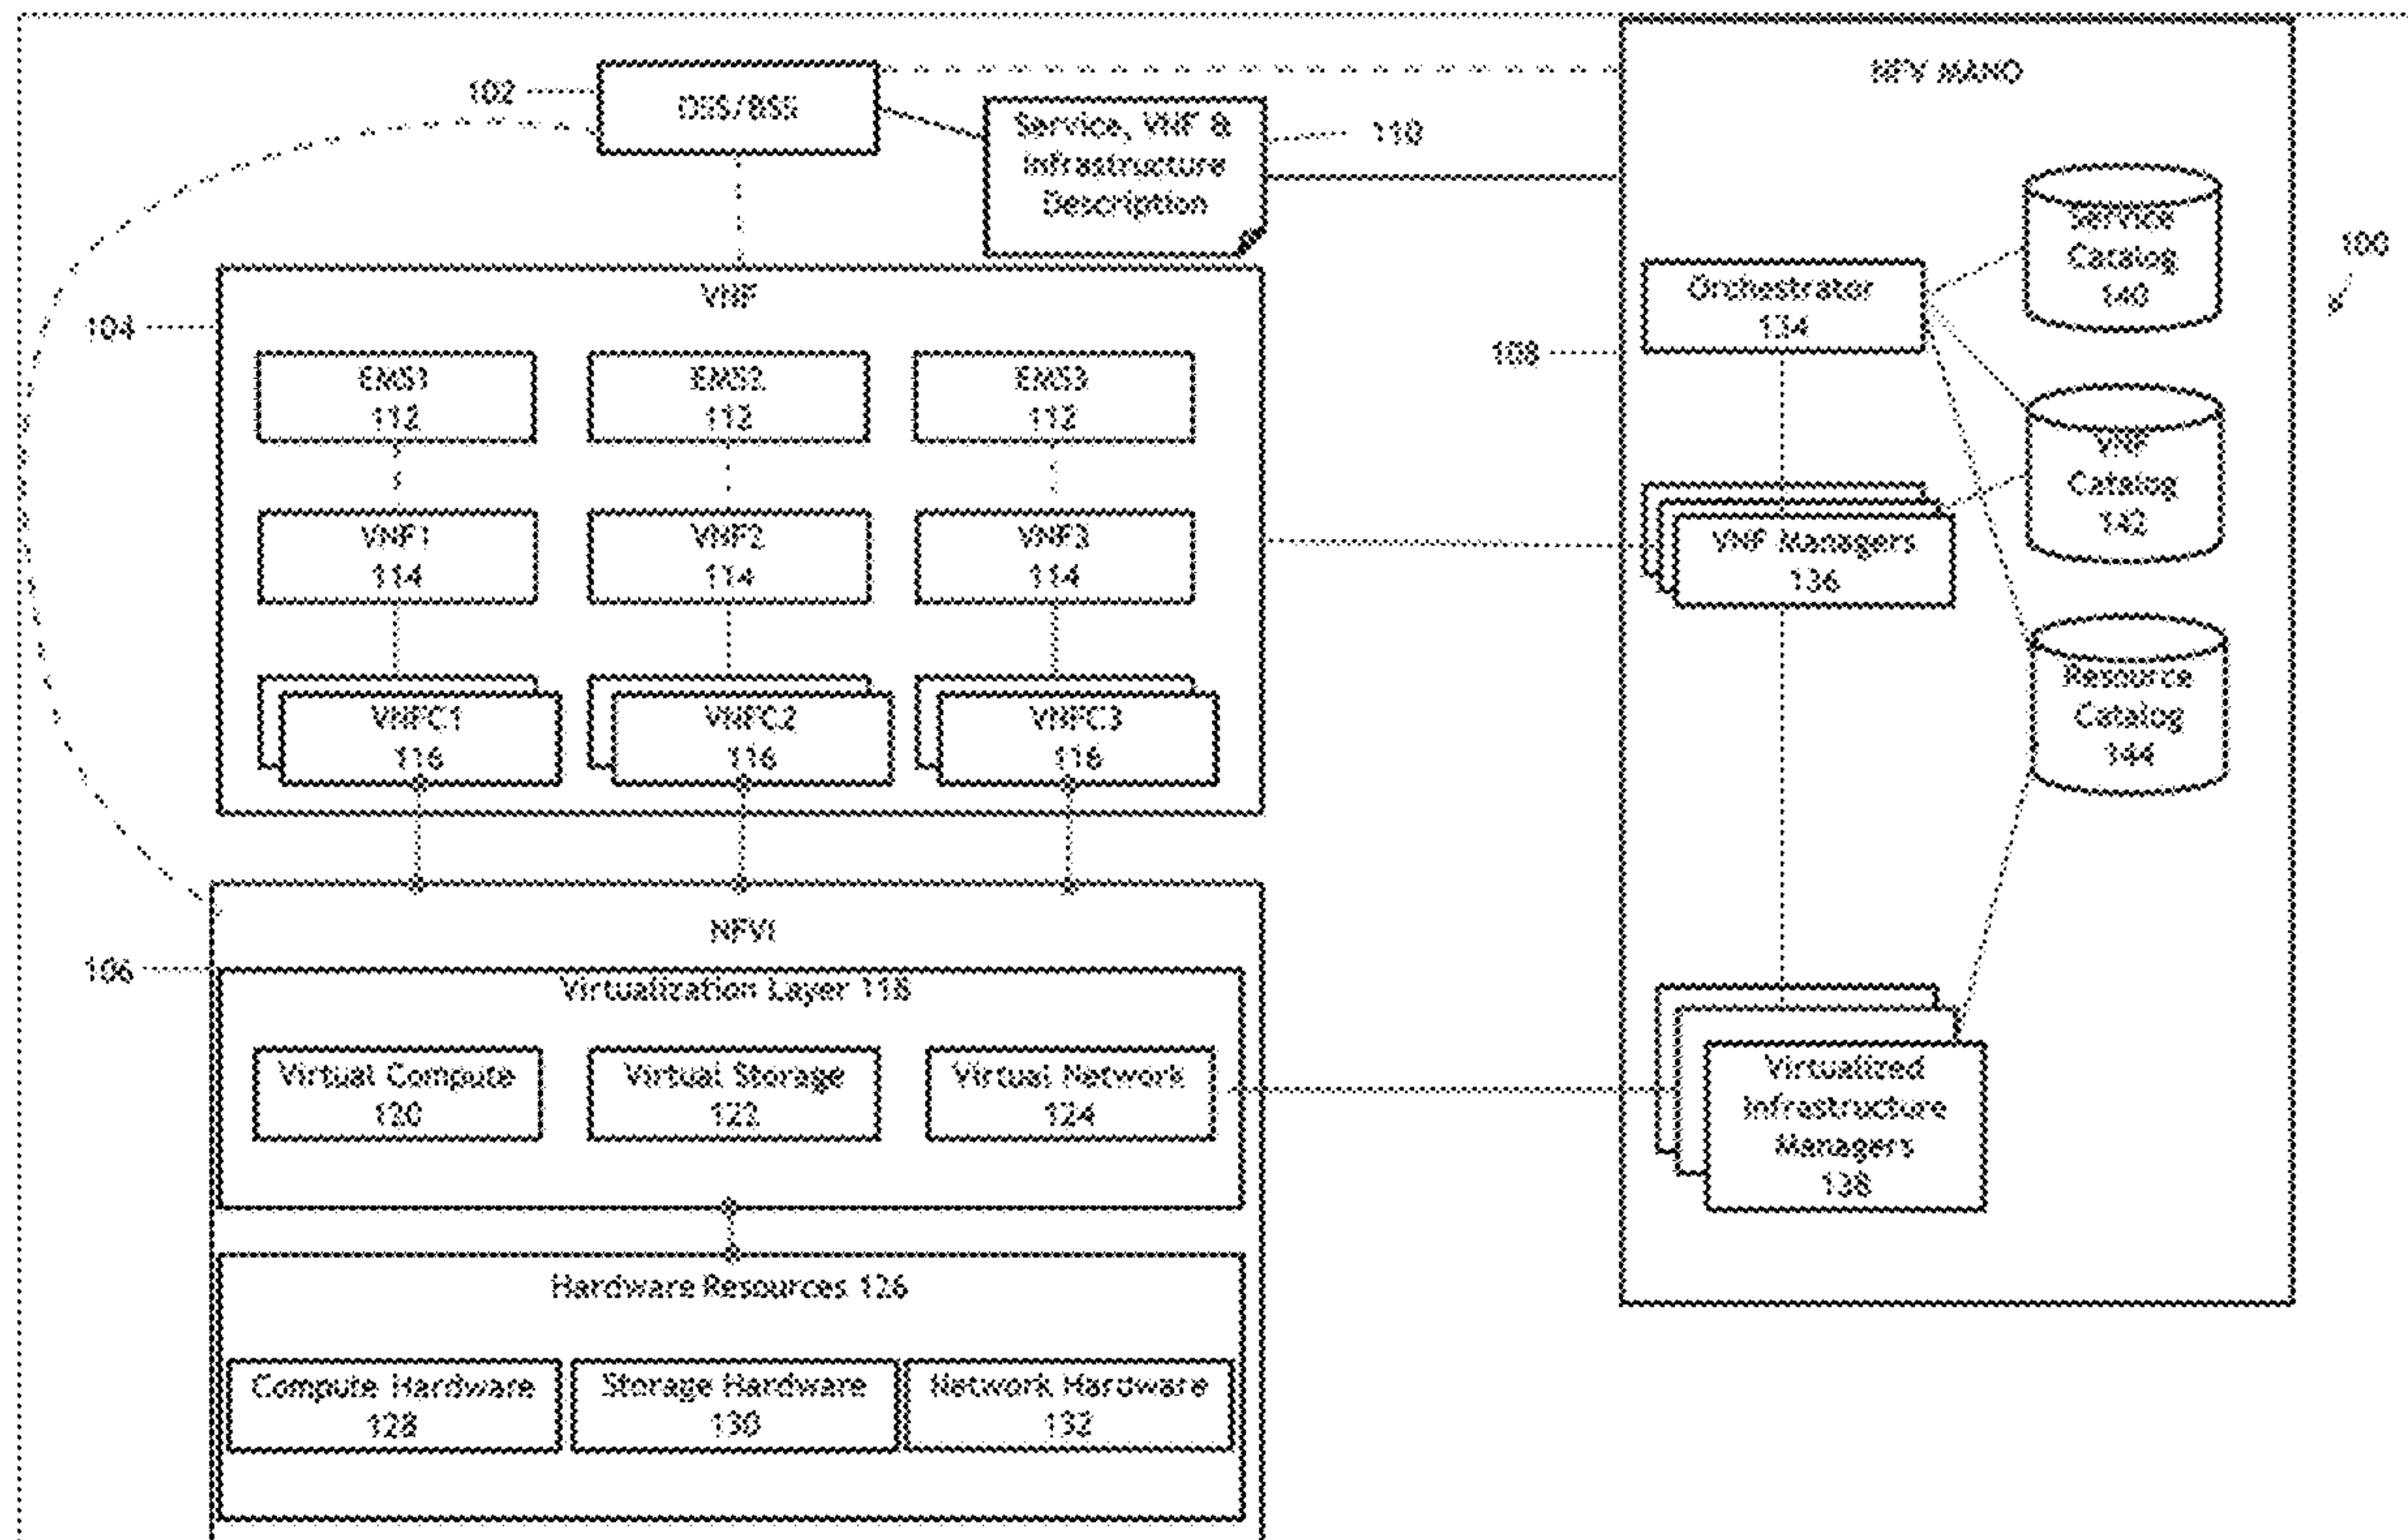 102
OSS/BSS
Service, VNF &
Infrastructure
Description
110
NFV MANO
100
104
VNF
EMS1
112
EMS2
112
EMS3
112
VNF1
114
VNF2
114
VNF3
114
VNFC1
116
VNFC2
116
VNFC3
116
108
Orchestrator
134
Service
Catalog
140
VNF
Catalog
142
VNF Managers
136
Resource
Catalog
144
Virtualized
Infrastructure
Managers
138
106
NFVI
Virtualization Layer 118
Virtual Compute
120
Virtual Storage
122
Virtual Network
124
Hardware Resources 126
Compute Hardware
128
Storage Hardware
130
Network Hardware
132